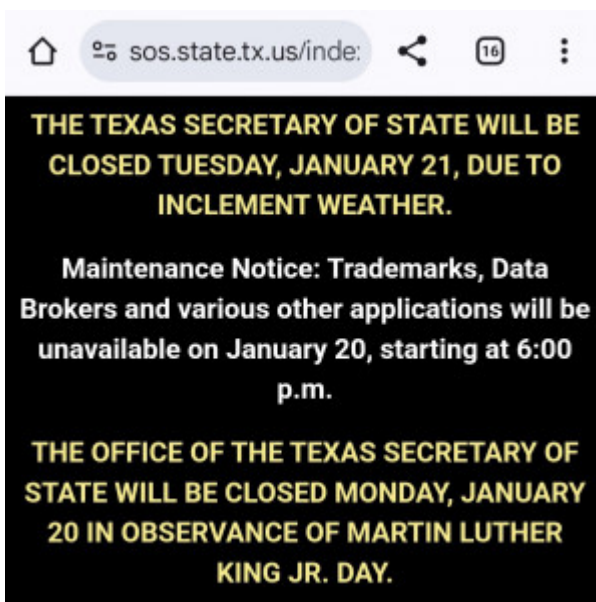 sos.state.tx.us/inde:
16
THE TEXAS SECRETARY OF STATE WILL BE
CLOSED TUESDAY, JANUARY 21, DUE TO
INCLEMENT WEATHER.
Maintenance Notice: Trademarks, Data
Brokers and various other applications will be
unavailable on January 20, starting at 6:00
p.m.
THE OFFICE OF THE TEXAS SECRETARY OF
STATE WILL BE CLOSED MONDAY, JANUARY
20 IN OBSERVANCE OF MARTIN LUTHER
KING JR. DAY.